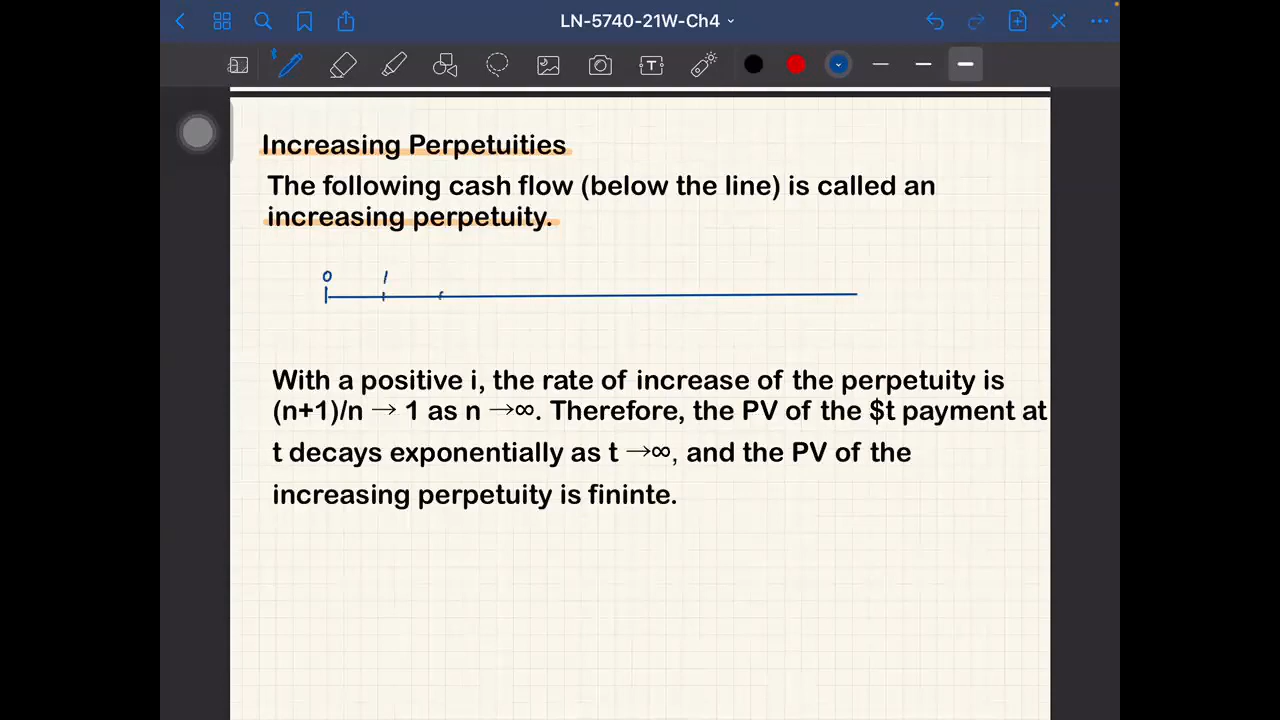 LN-5740-21W-Ch4
Increasing Perpetuities
The following cash flow (below the line) is called an
increasing perpetuity.
0 1
With a positive i, the rate of increase of the perpetuity is
(n+1)/n → 1 as n →∞. Therefore, the PV of the $t payment at
t decays exponentially as t →∞, and the PV of the
increasing perpetuity is fininte.